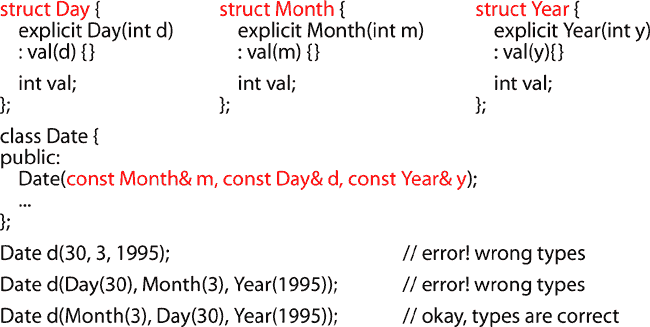 struct Day { struct Month { struct Year {
explicit Day(int d) explicit Month(int m) explicit Year(int y)
: val(d) {} : val(m) {} : val(y){}
int val; int val; int val;
}; }; };
class Date {
public:
Date(const Month& m, const Day& d, const Year& y);
...
};
Date d(30, 3, 1995); // error! wrong types
Date d(Day(30), Month(3), Year(1995)); // error! wrong types
Date d(Month(3), Day(30), Year(1995)); // okay, types are correct